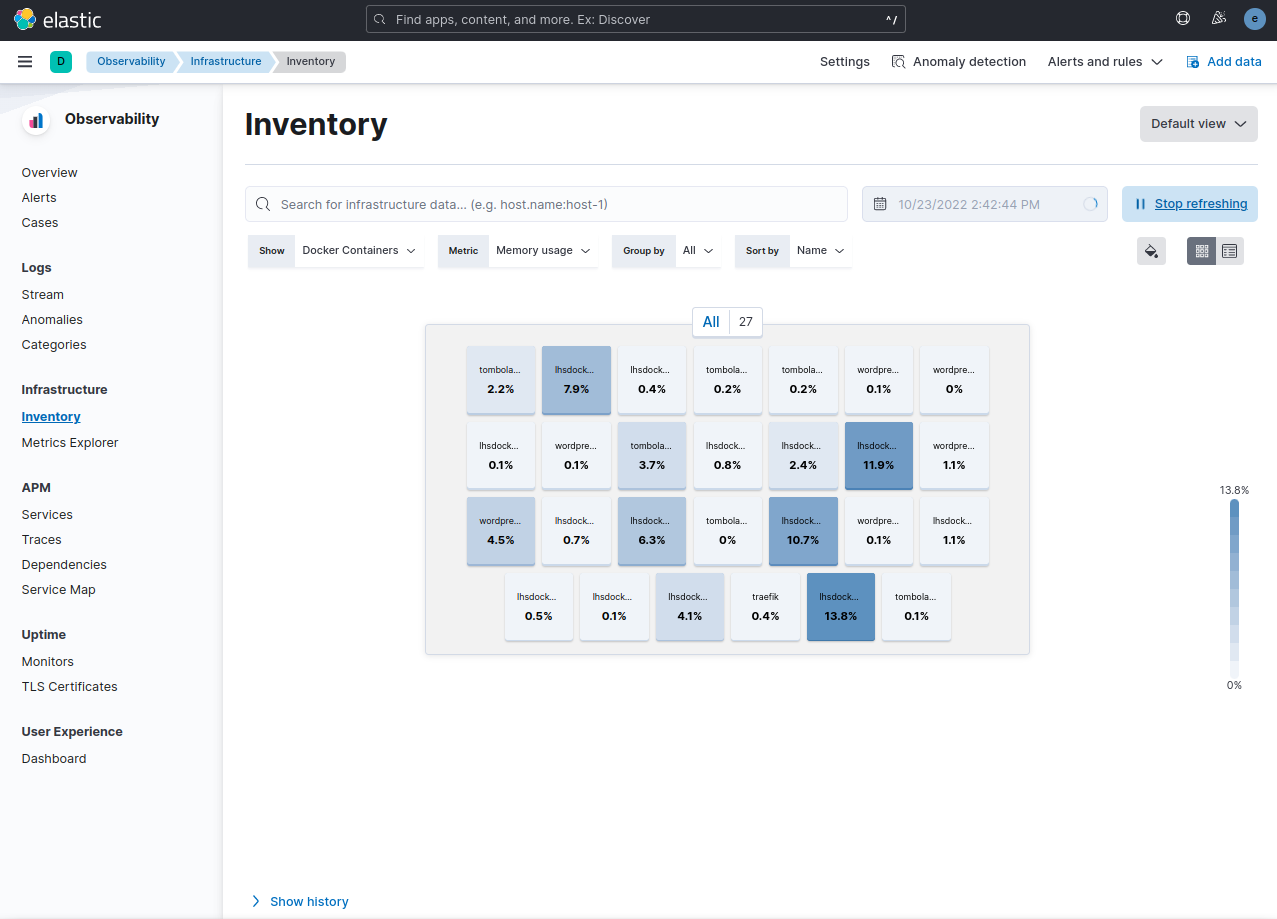 elastic
Find apps, content, and more. Ex: Discover
^/
e
D
Observability
Infrastructure
Inventory
Settings
Anomaly detection
Alerts and rules
Add data
Observability
Overview
Alerts
Cases
Logs
Stream
Anomalies
Categories
Infrastructure
Inventory
Metrics Explorer
APM
Services
Traces
Dependencies
Service Map
Uptime
Monitors
TLS Certificates
User Experience
Dashboard
Inventory
Default view
Search for infrastructure data... (e.g. host.name:host-1)
10/23/2022 2:42:44 PM
Stop refreshing
Show
Docker Containers
Metric
Memory usage
Group by
All
Sort by
Name
All
27
tombola...
2.2%
lhsdock...
7.9%
lhsdock...
0.4%
tombola...
0.2%
tombola...
0.2%
wordpre...
0.1%
wordpre...
0%
lhsdock...
0.1%
wordpre...
0.1%
tombola...
3.7%
lhsdock...
0.8%
lhsdock...
2.4%
lhsdock...
11.9%
wordpre...
1.1%
wordpre...
4.5%
lhsdock...
0.7%
lhsdock...
6.3%
tombola...
0%
lhsdock...
10.7%
wordpre...
0.1%
lhsdock...
1.1%
lhsdock...
0.5%
lhsdock...
0.1%
lhsdock...
4.1%
traefik
0.4%
lhsdock...
13.8%
tombola...
0.1%
13.8%
0%
Show history